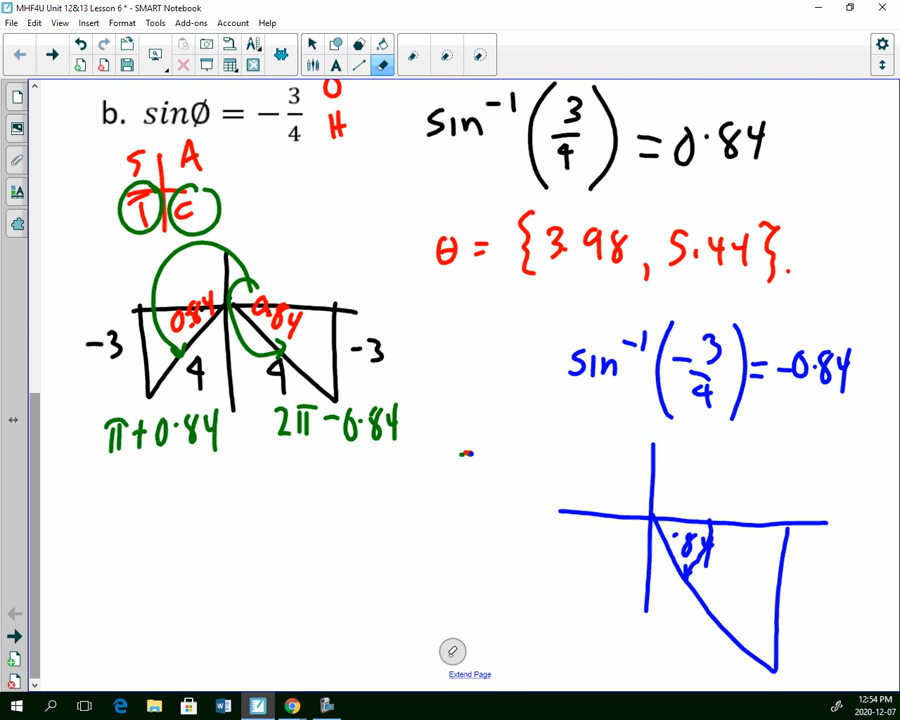 MHF4U Unit 12&13 Lesson 6 * - SMART Notebook
File Edit View Insert Format Tools Add-ons Account Help
b. sinØ = − 3/4
O
H
S A
T C
0.84 0.84
-3 4 4 -3
π+0.84 2π-0.84
sin⁻¹(3/4) = 0.84
θ = {3.98, 5.44}.
sin⁻¹(-3/4) = -0.84
.84
Extend Page
12:54 PM
2020-12-07